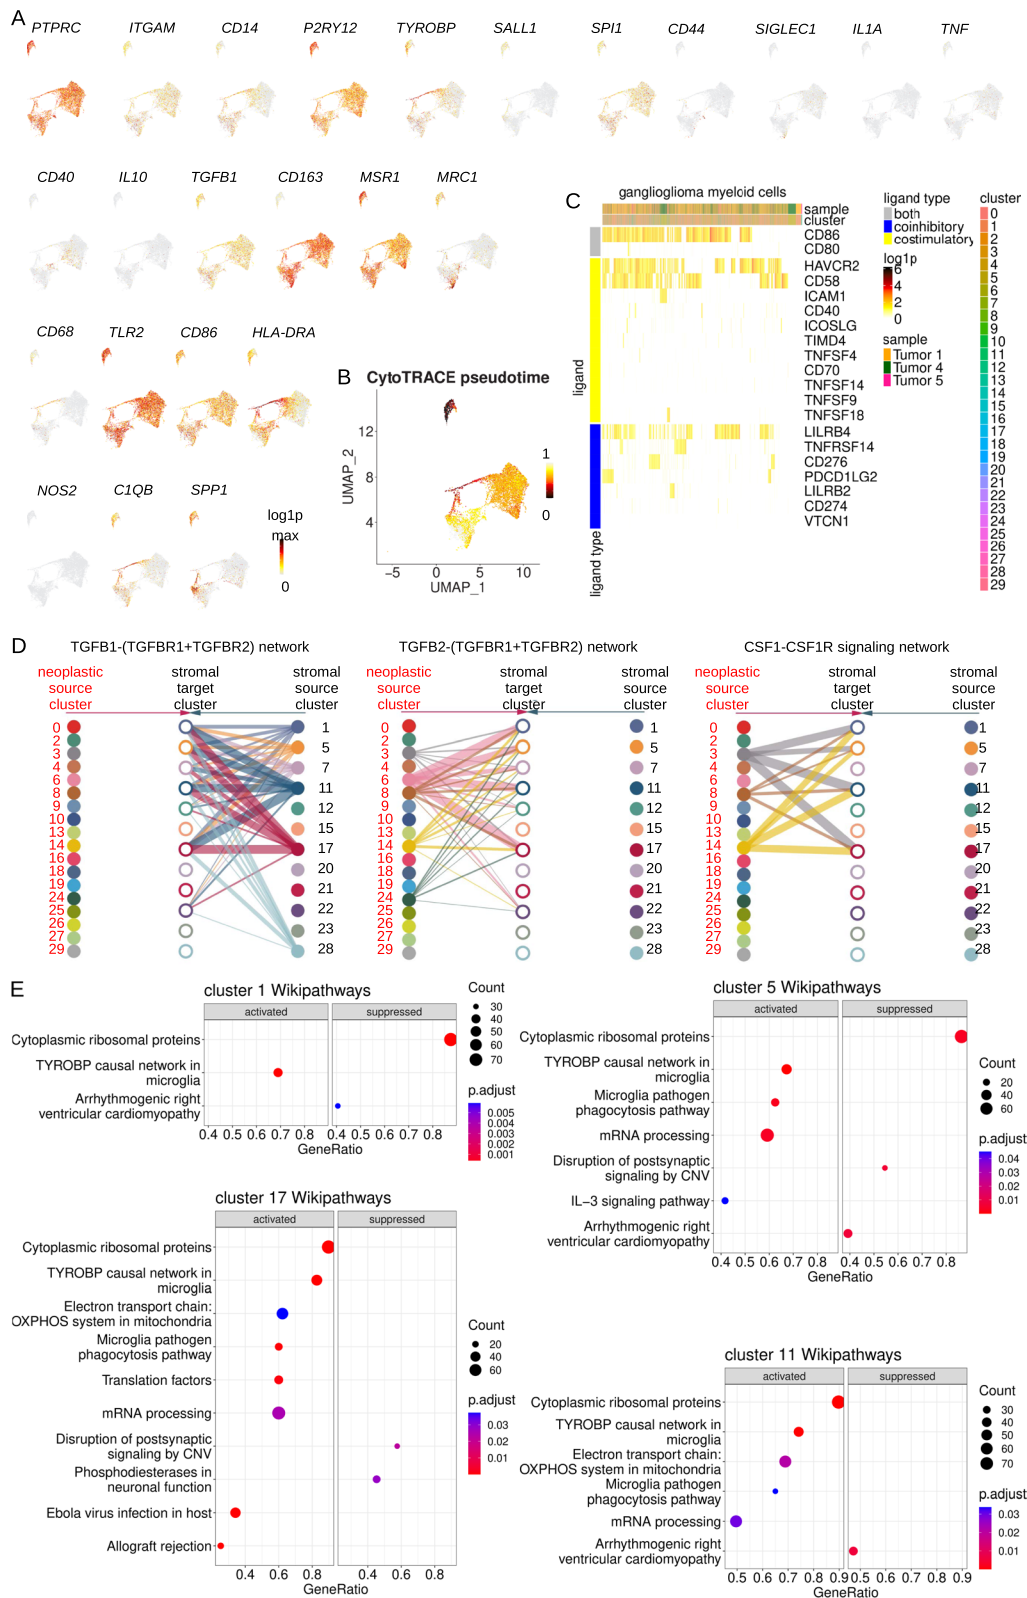 A
PTPRC ITGAM CD14 P2RY12 TYROBP SALL1 SPI1 CD44 SIGLEC1 IL1A TNF
CD40 IL10 TGFB1 CD163 MSR1 MRC1
CD68 TLR2 CD86 HLA-DRA
NOS2 C1QB SPP1
log1p
max
0
B
CytoTRACE pseudotime
12
8
4
UMAP_2
−5 0 5 10
UMAP_1
1
0
C
ganglioglioma myeloid cells
sample
cluster
CD86
CD80
HAVCR2
CD58
ICAM1
CD40
ICOSLG
TIMD4
TNFSF4
CD70
TNFSF14
TNFSF9
TNFSF18
LILRB4
TNFRSF14
CD276
PDCD1LG2
LILRB2
CD274
VTCN1
ligand
ligand type
ligand type
both
coinhibitory
costimulatory
log1p
6
4
2
0
sample
Tumor 1
Tumor 4
Tumor 5
cluster
0
1
2
3
4
5
6
7
8
9
10
11
12
13
14
15
16
17
18
19
20
21
22
23
24
25
26
27
28
29
D
TGFB1-(TGFBR1+TGFBR2) network
neoplastic source cluster
stromal target cluster
stromal source cluster
0
2
3
4
6
8
9
10
13
14
16
18
19
24
25
26
27
29
1
5
7
11
12
15
17
20
21
22
23
28
TGFB2-(TGFBR1+TGFBR2) network
neoplastic source cluster
stromal target cluster
stromal source cluster
0
2
3
4
6
8
9
10
13
14
16
18
19
24
25
26
27
29
1
5
7
11
12
15
17
20
21
22
23
28
CSF1-CSF1R signaling network
neoplastic source cluster
stromal target cluster
stromal source cluster
0
2
3
4
6
8
9
10
13
14
16
18
19
24
25
26
27
29
1
5
7
11
12
15
17
20
21
22
23
28
E
cluster 1 Wikipathways
activated suppressed
Cytoplasmic ribosomal proteins
TYROBP causal network in
microglia
Arrhythmogenic right
ventricular cardiomyopathy
0.4 0.5 0.6 0.7 0.8 0.4 0.5 0.6 0.7 0.8
GeneRatio
Count
30
40
50
60
70
p.adjust
0.005
0.004
0.003
0.002
0.001
cluster 5 Wikipathways
activated suppressed
Cytoplasmic ribosomal proteins
TYROBP causal network in
microglia
Microglia pathogen
phagocytosis pathway
mRNA processing
Disruption of postsynaptic
signaling by CNV
IL−3 signaling pathway
Arrhythmogenic right
ventricular cardiomyopathy
0.4 0.5 0.6 0.7 0.8 0.4 0.5 0.6 0.7 0.8
GeneRatio
Count
20
40
60
p.adjust
0.04
0.03
0.02
0.01
cluster 17 Wikipathways
activated suppressed
Cytoplasmic ribosomal proteins
TYROBP causal network in
microglia
Electron transport chain:
OXPHOS system in mitochondria
Microglia pathogen
phagocytosis pathway
Translation factors
mRNA processing
Disruption of postsynaptic
signaling by CNV
Phosphodiesterases in
neuronal function
Ebola virus infection in host
Allograft rejection
0.4 0.6 0.8 0.4 0.6 0.8
GeneRatio
Count
20
40
60
p.adjust
0.03
0.02
0.01
cluster 11 Wikipathways
activated suppressed
Cytoplasmic ribosomal proteins
TYROBP causal network in
microglia
Electron transport chain:
OXPHOS system in mitochondria
Microglia pathogen
phagocytosis pathway
mRNA processing
Arrhythmogenic right
ventricular cardiomyopathy
0.5 0.6 0.7 0.8 0.9 0.5 0.6 0.7 0.8 0.9
GeneRatio
Count
30
40
50
60
70
p.adjust
0.03
0.02
0.01